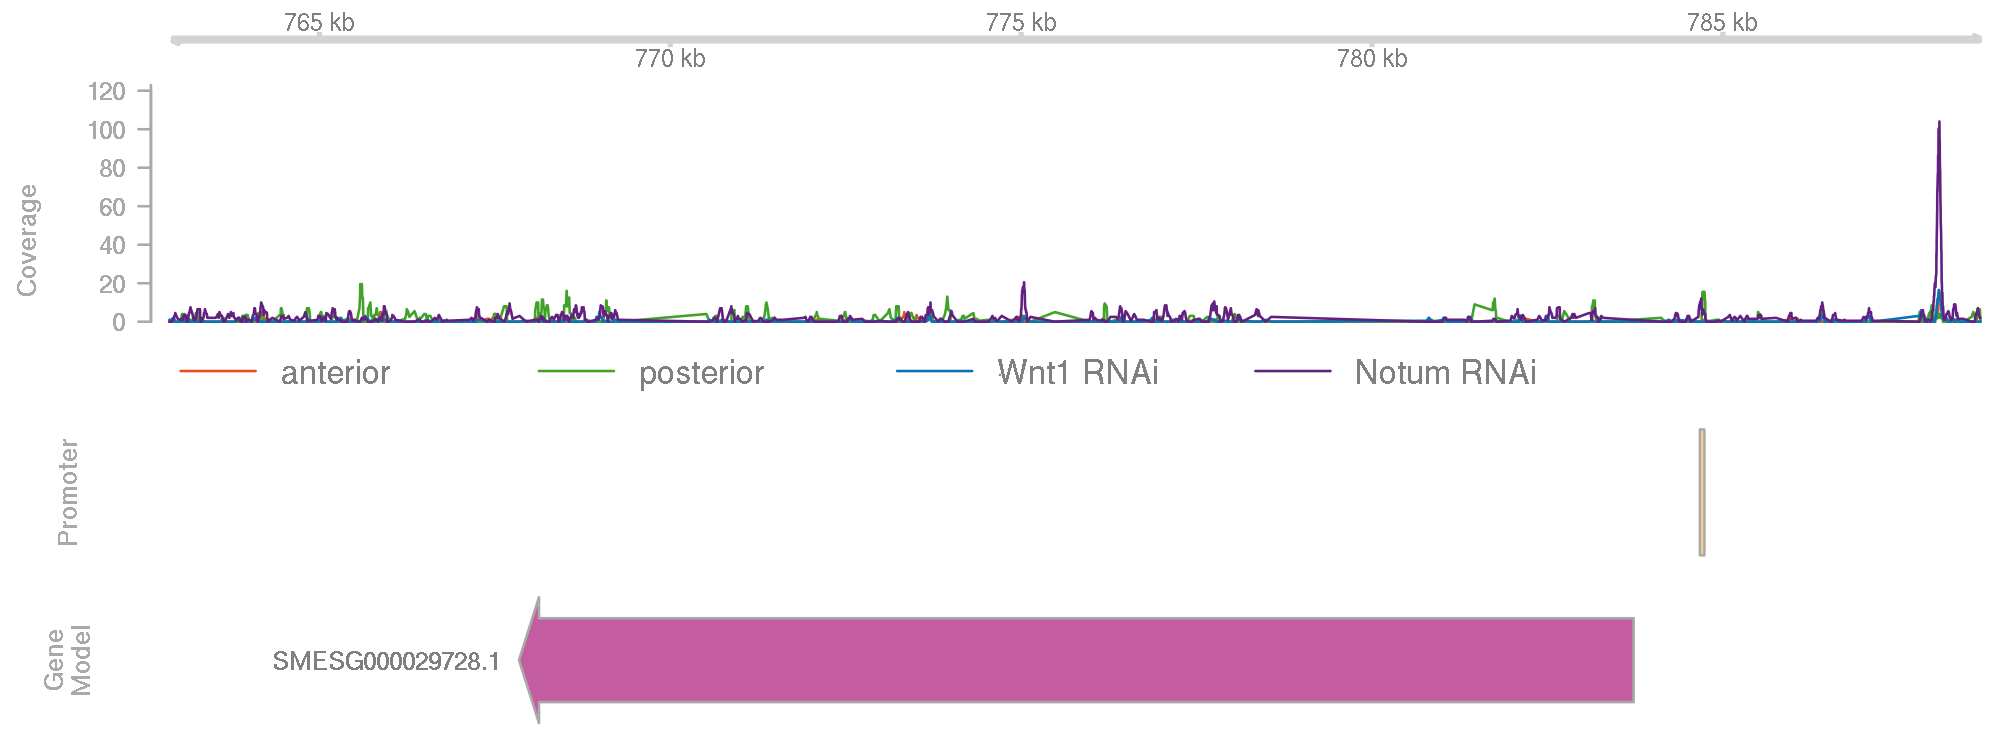 765 kb 775 kb 785 kb
770 kb 780 kb
Coverage
120
100
80
60
40
20
0
anterior posterior Wnt1 RNAi Notum RNAi
Promoter
Gene
Model
SMESG000029728.1